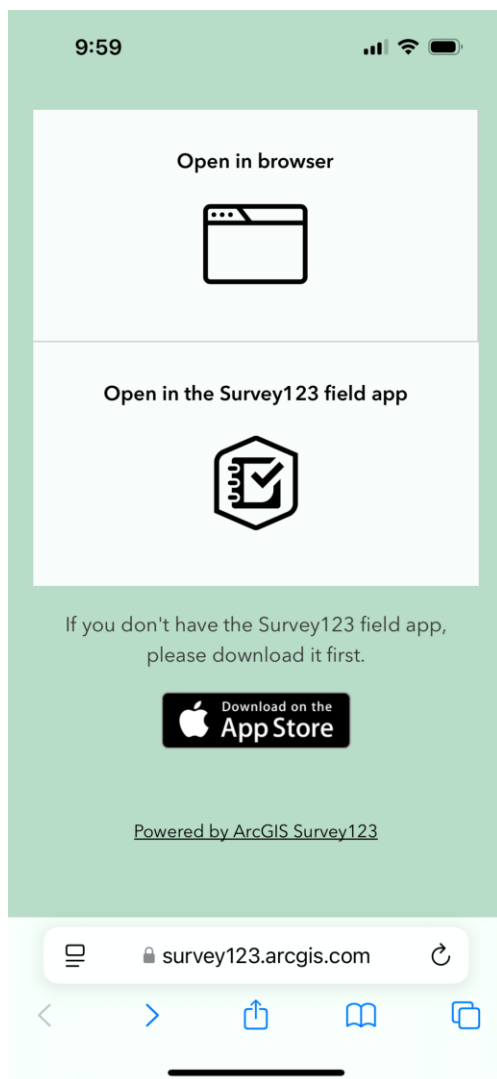 9:59
Open in browser
Open in the Survey123 field app
If you don't have the Survey123 field app,
please download it first.
Download on the
App Store
Powered by ArcGIS Survey123
survey123.arcgis.com